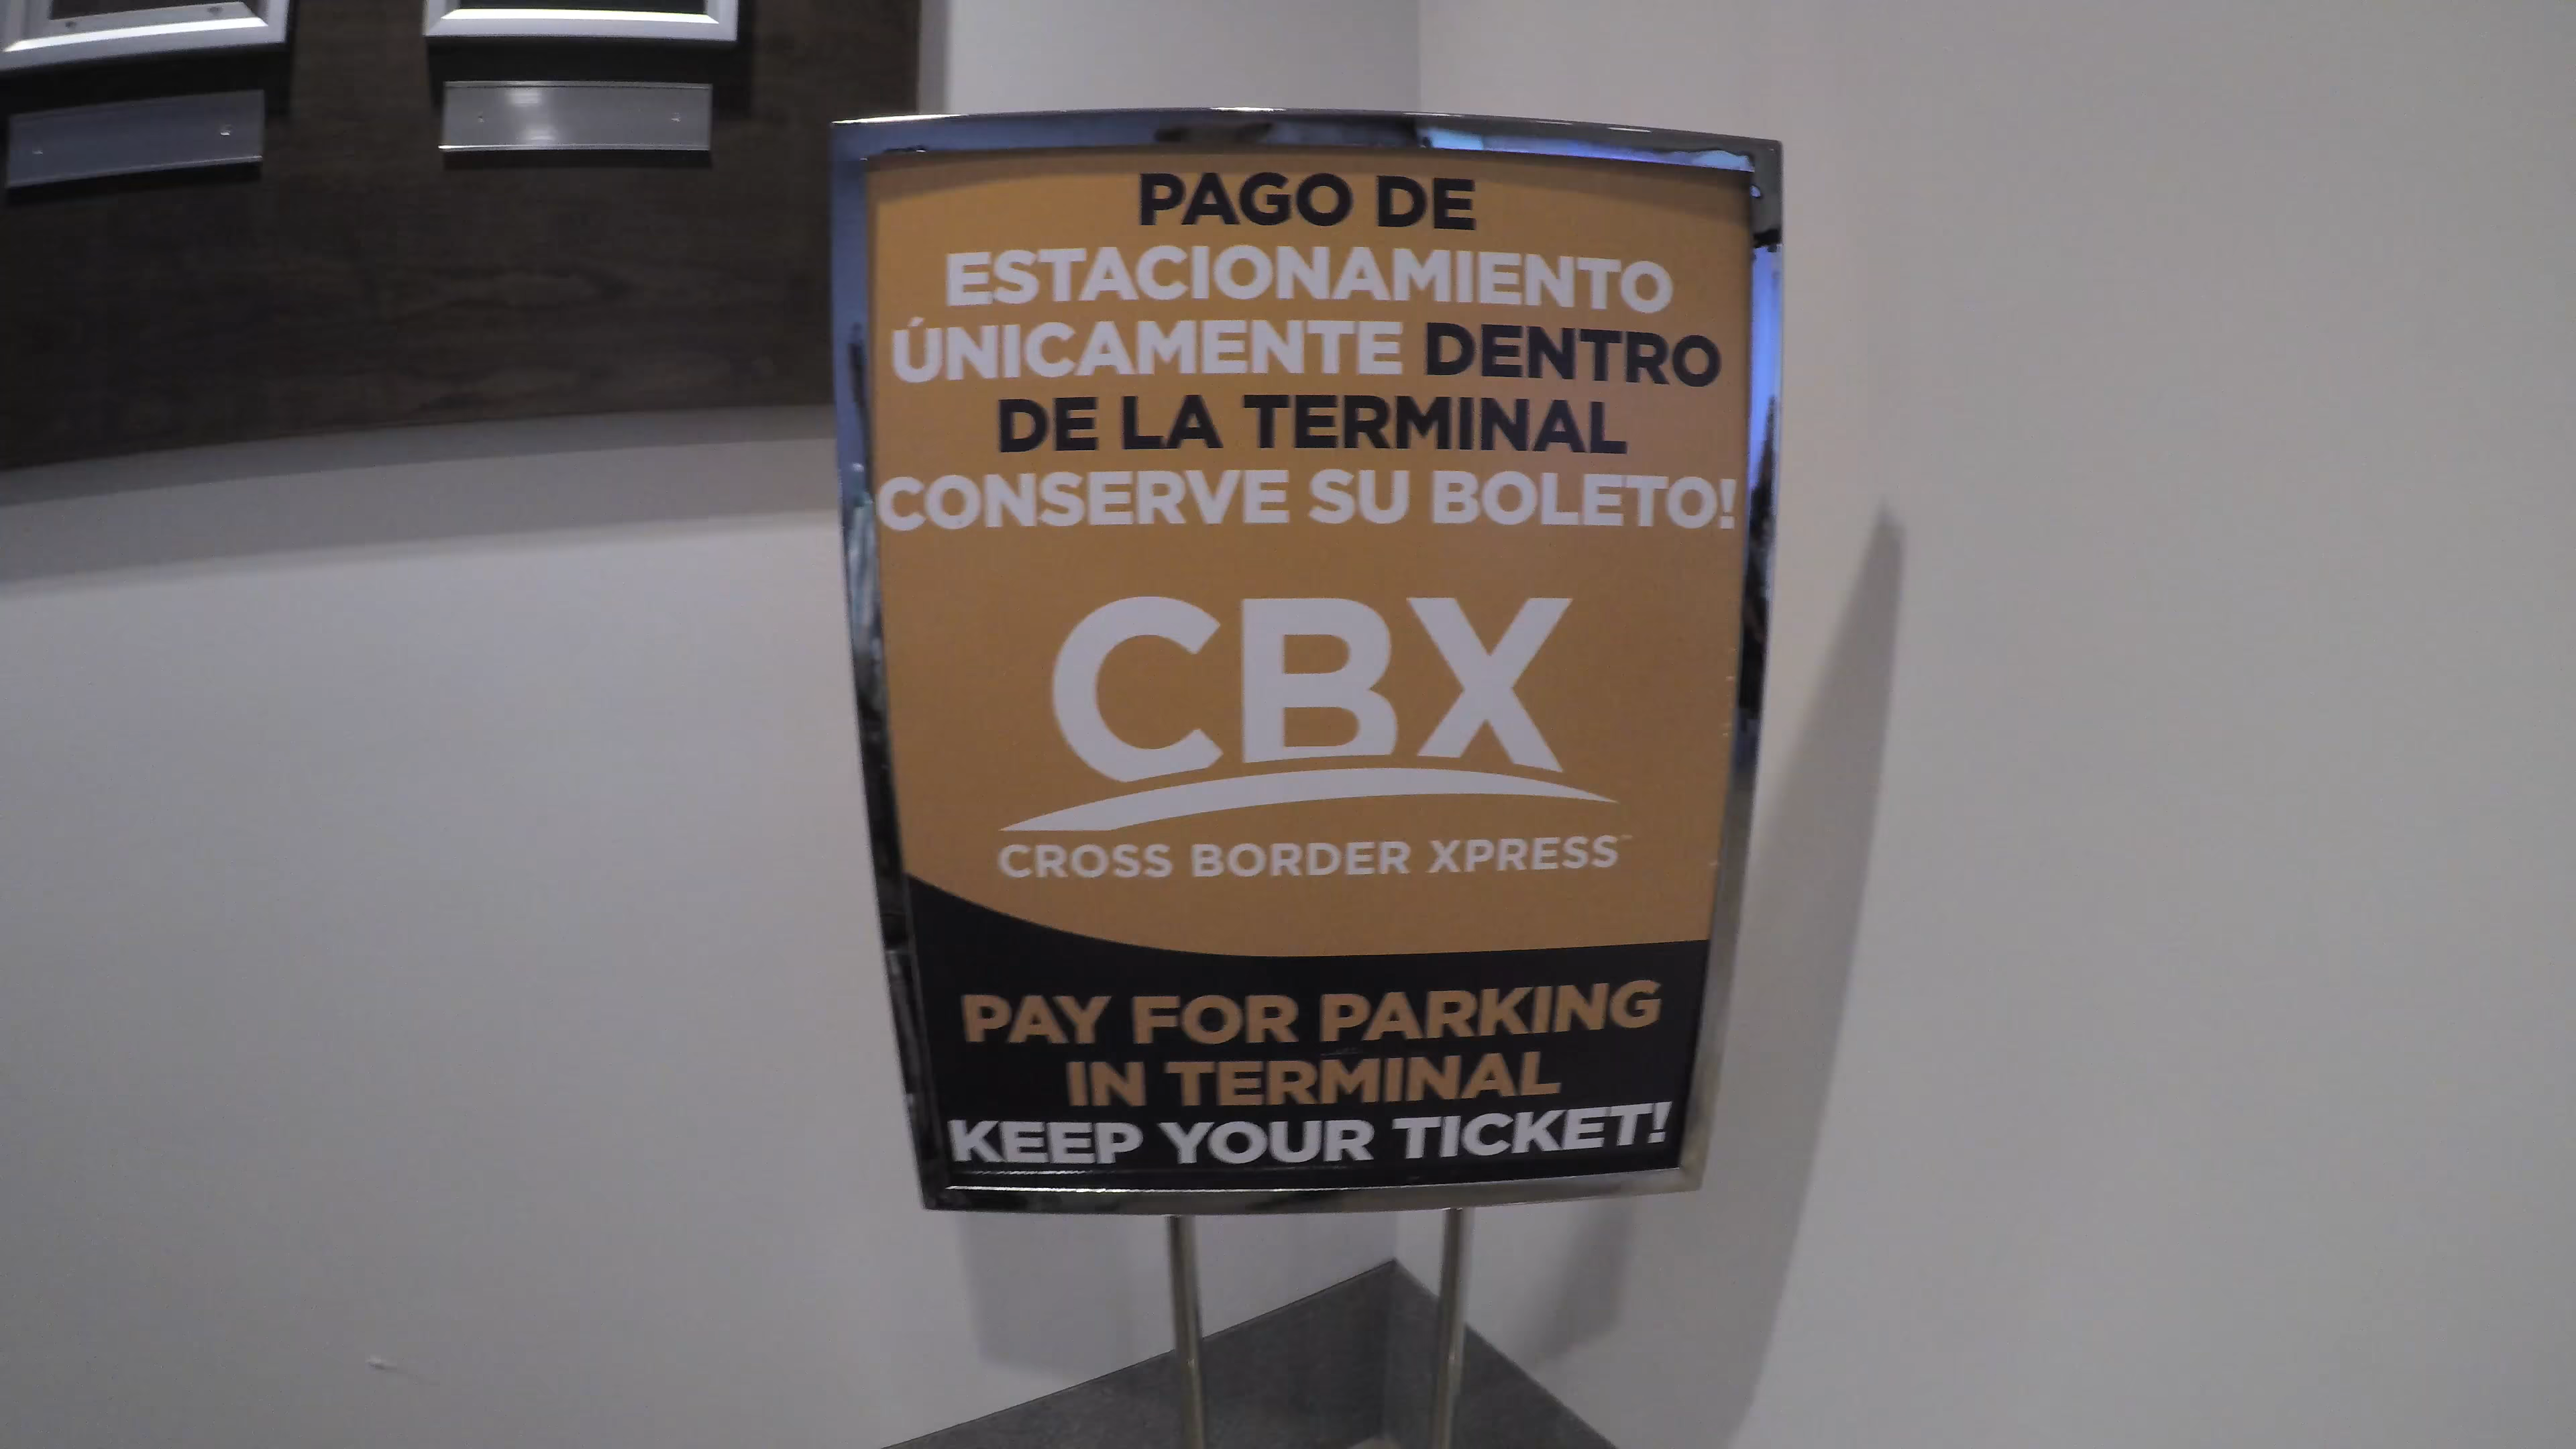 PAGO DE
ESTACIONAMIENTO
ÚNICAMENTE DENTRO
DE LA TERMINAL
CONSERVE SU BOLETO!
CBX
CROSS BORDER XPRESS
PAY FOR PARKING
IN TERMINAL
KEEP YOUR TICKET!